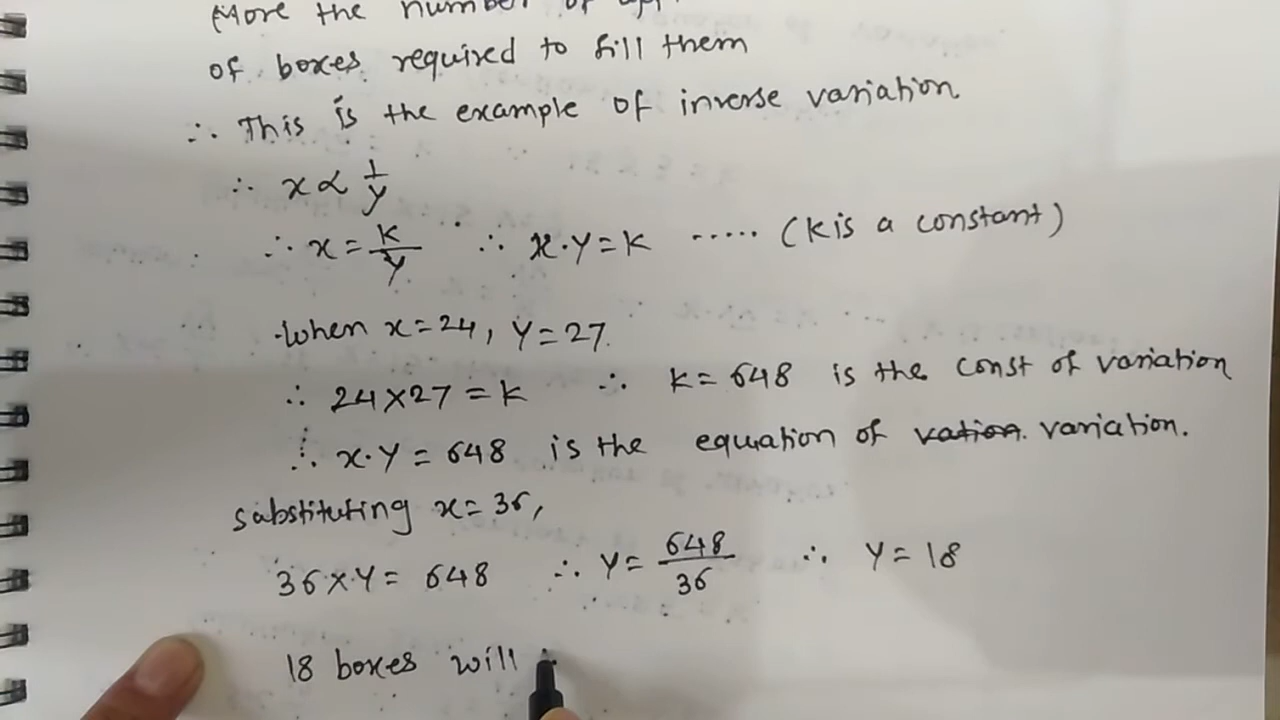 (More the number of
of boxes required to fill them
∴ This is the example of inverse variation
∴ x ∝ 1/y
∴ x = K/y ∴ x·y = K ..... (K is a constant)
When x = 24, y = 27.
∴ 24 × 27 = K ∴ K = 648 is the const of variation
∴ x·y = 648 is the equation of vation. variation.
substituting x = 36,
36 × y = 648 ∴ y = 648/36 ∴ y = 18
18 boxes will